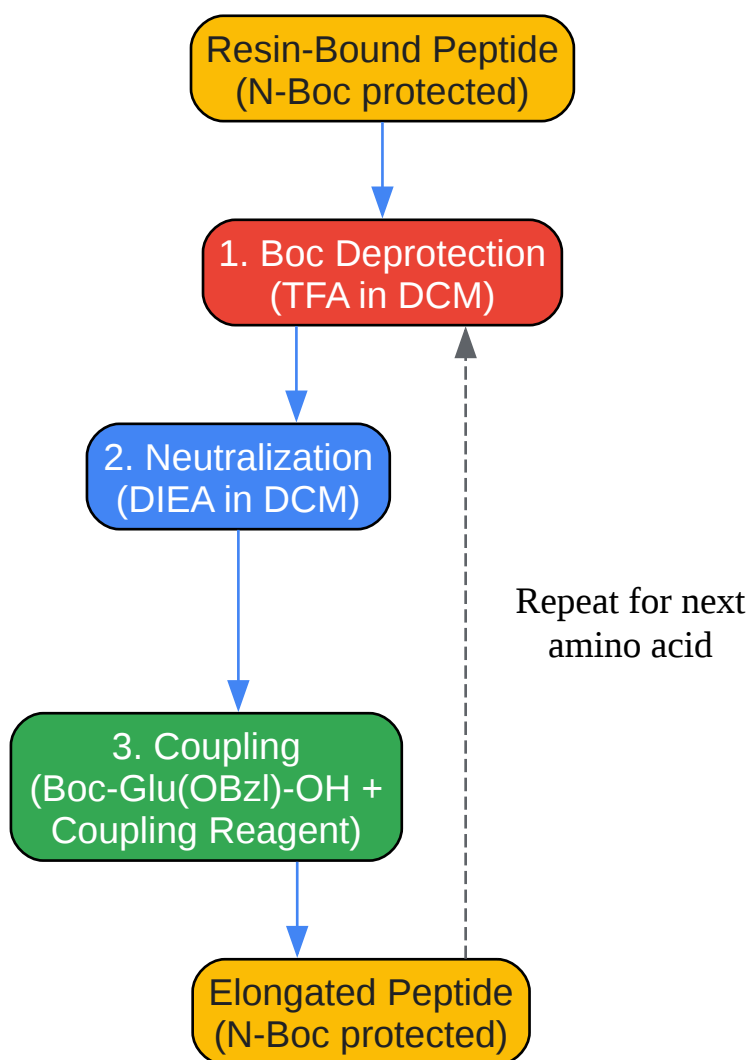 Resin-Bound Peptide
(N-Boc protected)
1. Boc Deprotection
(TFA in DCM)
2. Neutralization
(DIEA in DCM)
Repeat for next
amino acid
3. Coupling
(Boc-Glu(OBzl)-OH +
Coupling Reagent)
Elongated Peptide
(N-Boc protected)